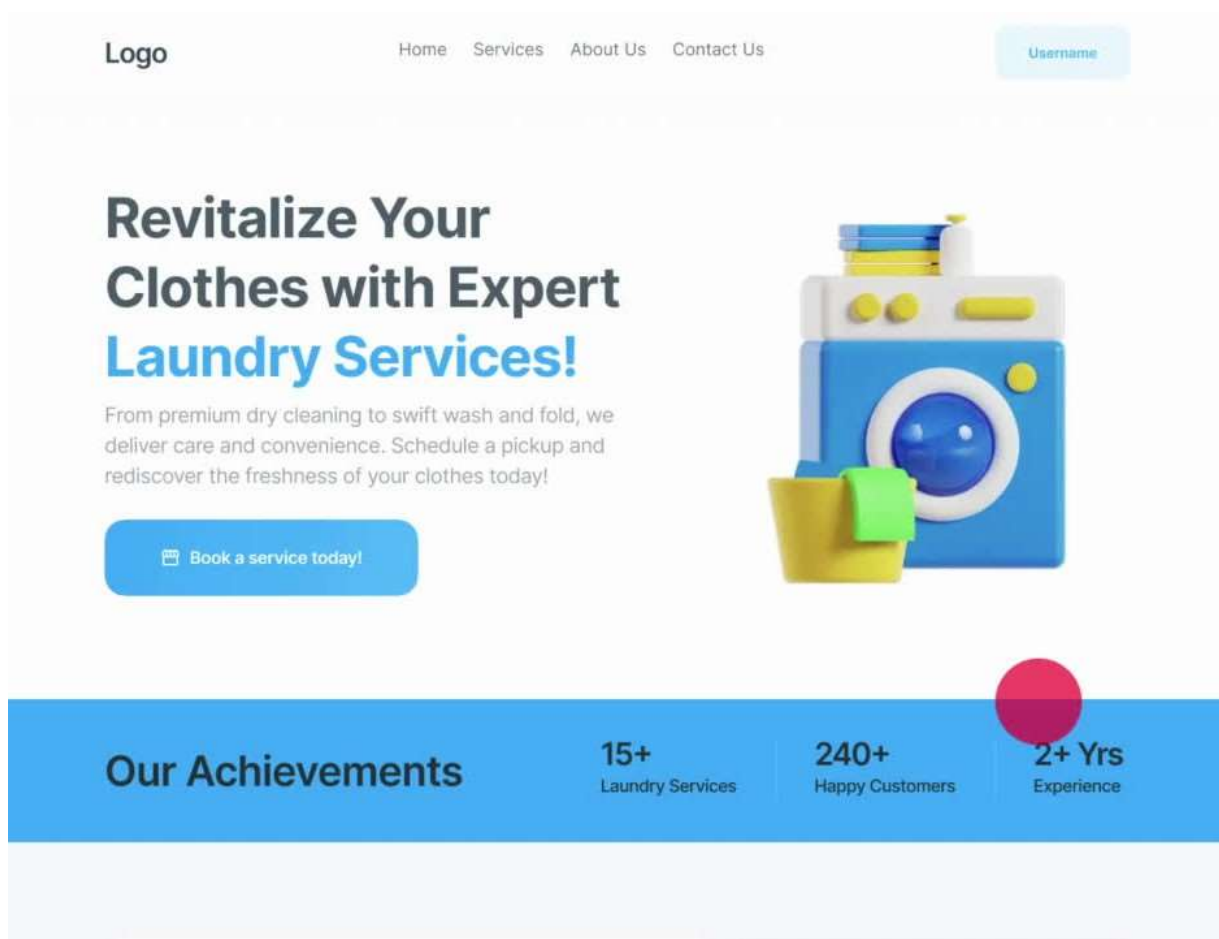 Logo
Home Services About Us Contact Us
Username
Revitalize Your
Clothes with Expert
Laundry Services!
From premium dry cleaning to swift wash and fold, we
deliver care and convenience. Schedule a pickup and
rediscover the freshness of your clothes today!
Book a service today!
Our Achievements
15+
Laundry Services
240+
Happy Customers
2+ Yrs
Experience